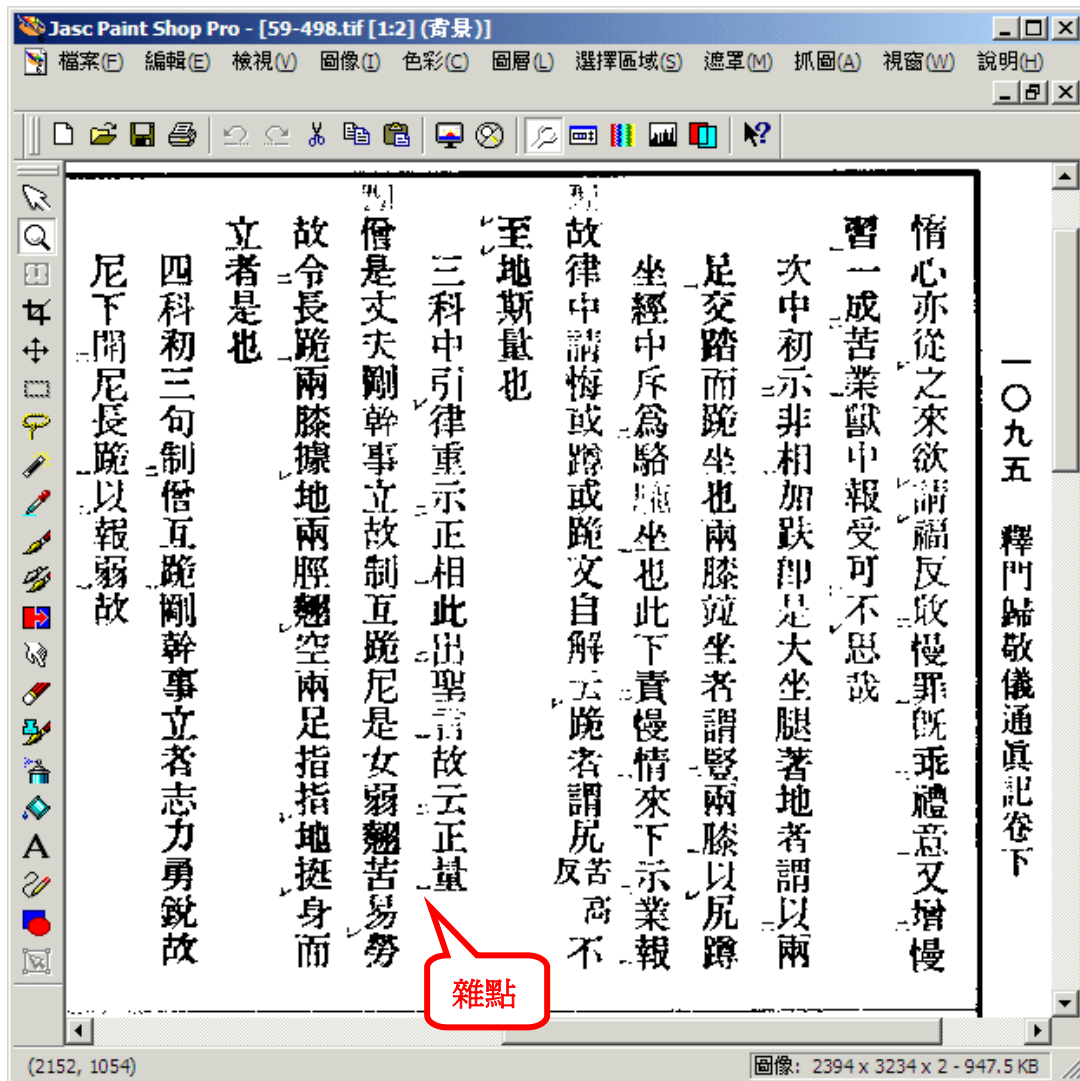 Jasc Paint Shop Pro - [59-498.tif [1:2] (背景)]
檔案(F) 編輯(E) 檢視(V) 圖像(I) 色彩(C) 圖層(L) 選擇區域(S) 遮罩(M) 抓圖(A) 視窗(W) 說明(H)
一〇九五 釋門歸敬儀通眞記卷下
惰心亦從之來欲請福反敗慢罪旣乖禮意又增慢
習一成苦業獸中報受可不思哉
次中初示非相加趺卽是大坐腿著地者謂以兩
足交踏而跪坐也兩膝竝坐者謂竪兩膝以尻蹲
坐經中斥爲駱駞坐也此下責慢情來下示業報
故律中請悔或蹲或跪文自解云跪者謂尻苦高反不
至地斯量也
三科中引律重示正相此出聖言故云正量
僧是丈夫剛幹事立故制互跪尼是女弱翹苦易勞
故令長跪兩膝據地兩脛翹空兩足指指地挺身而
立者是也
四科初三句制僧互跪剛幹事立者志力勇銳故
尼下開尼長跪以報弱故
雜點
(2152, 1054)
圖像: 2394 x 3234 x 2 - 947.5 KB